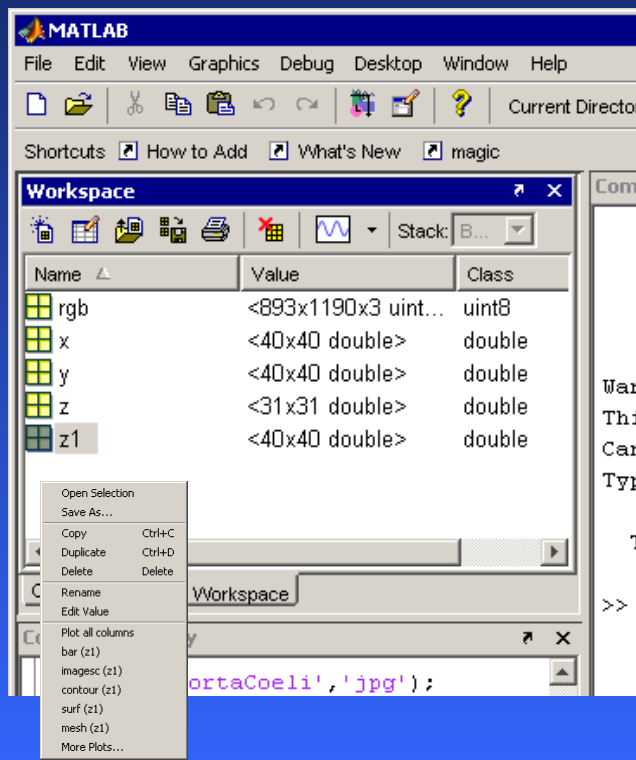 MATLAB
File Edit View Graphics Debug Desktop Window Help
Current Directo
Shortcuts How to Add What's New magic
Workspace
Stack: B...
Name Value Class
rgb <893x1190x3 uint... uint8
x <40x40 double> double
y <40x40 double> double
z <31x31 double> double
z1 <40x40 double> double
Open Selection
Save As...
Copy Ctrl+C
Duplicate Ctrl+D
Delete Delete
Rename
Edit Value
Plot all columns
bar (z1)
imagesc (z1)
contour (z1)
surf (z1)
mesh (z1)
More Plots...
Workspace
ortaCoeli','jpg');
Com
War
Thi
Typ
>>